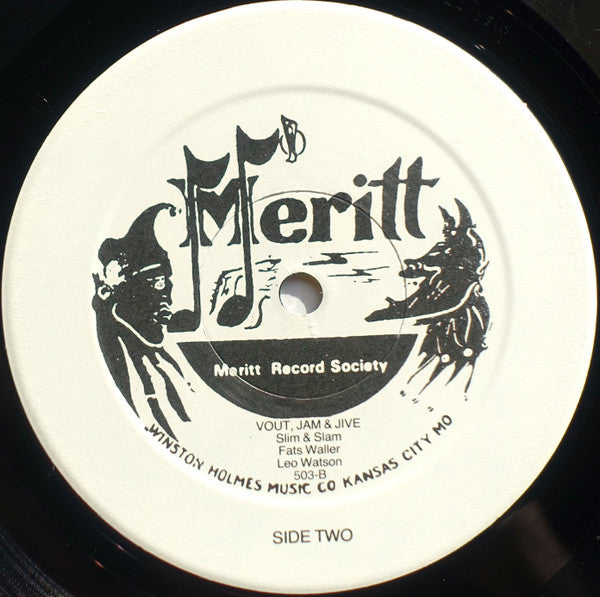 Meritt
Meritt Record Society
VOUT, JAM & JIVE
Slim & Slam
Fats Waller
Leo Watson
503-B
WINSTON HOLMES MUSIC CO KANSAS CITY MO
SIDE TWO